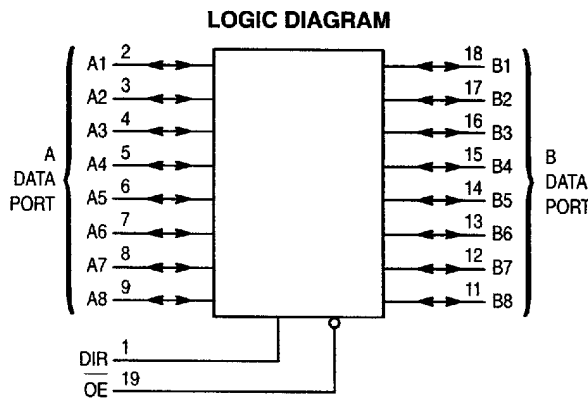 LOGIC DIAGRAM
A1 2 18 B1
A2 3 17 B2
A3 4 16 B3
A4 5 15 B4
A5 6 14 B5
A6 7 13 B6
A7 8 12 B7
A8 9 11 B8
A
DATA
PORT
B
DATA
PORT
DIR 1
OE 19